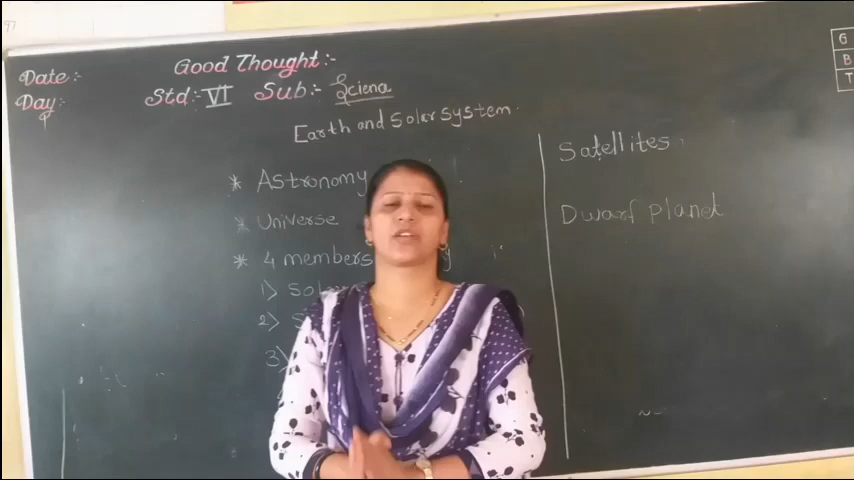 Date:-
Good Thought:-
Day:-
Std:- VI Sub:- Sciena
Earth and Solar System.
* Astronomy
* Universe
* 4 members
1>
2>
3>
Satellites
Dwarf planet
G
B
T